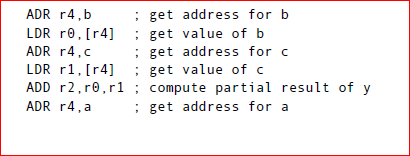 ADR r4,b ; get address for b
LDR r0,[r4] ; get value of b
ADR r4,c ; get address for c
LDR r1,[r4] ; get value of c
ADD r2,r0,r1 ; compute partial result of y
ADR r4,a ; get address for a